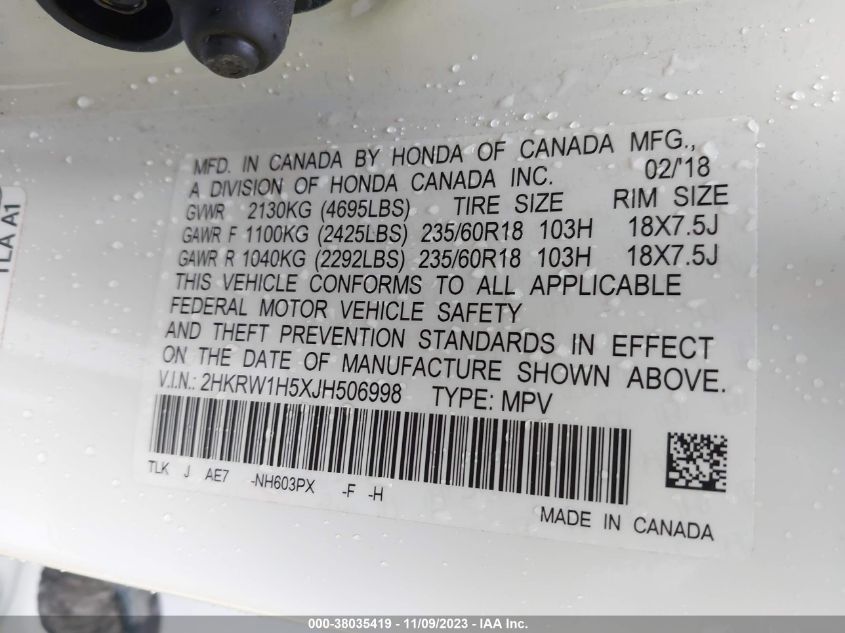 MFD. IN CANADA BY HONDA OF CANADA MFG.,
A DIVISION OF HONDA CANADA INC. 02/'18
GVWR 2130KG (4695LBS) TIRE SIZE RIM SIZE
GAWR F 1100KG (2425LBS) 235/60R18 103H 18X7.5J
GAWR R 1040KG (2292LBS) 235/60R18 103H 18X7.5J
THIS VEHICLE CONFORMS TO ALL APPLICABLE
FEDERAL MOTOR VEHICLE SAFETY
AND THEFT PREVENTION STANDARDS IN EFFECT
ON THE DATE OF MANUFACTURE SHOWN ABOVE.
V.I.N.: 2HKRW1H5XJH506998 TYPE: MPV
TLK J AE7 -NH603PX -F -H
MADE IN CANADA
TLA A1
000-38035419 - 11/09/2023 - IAA Inc.